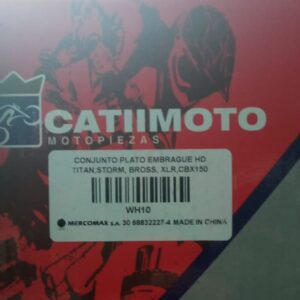 CATIIMOTO
MOTOPIEZAS
CONJUNTO PLATO EMBRAGUE HD
TITAN,STORM, BROSS, XLR,CBX150
WH10
MERCOMAX S.A. 30 68832227-4 MADE IN CHINA